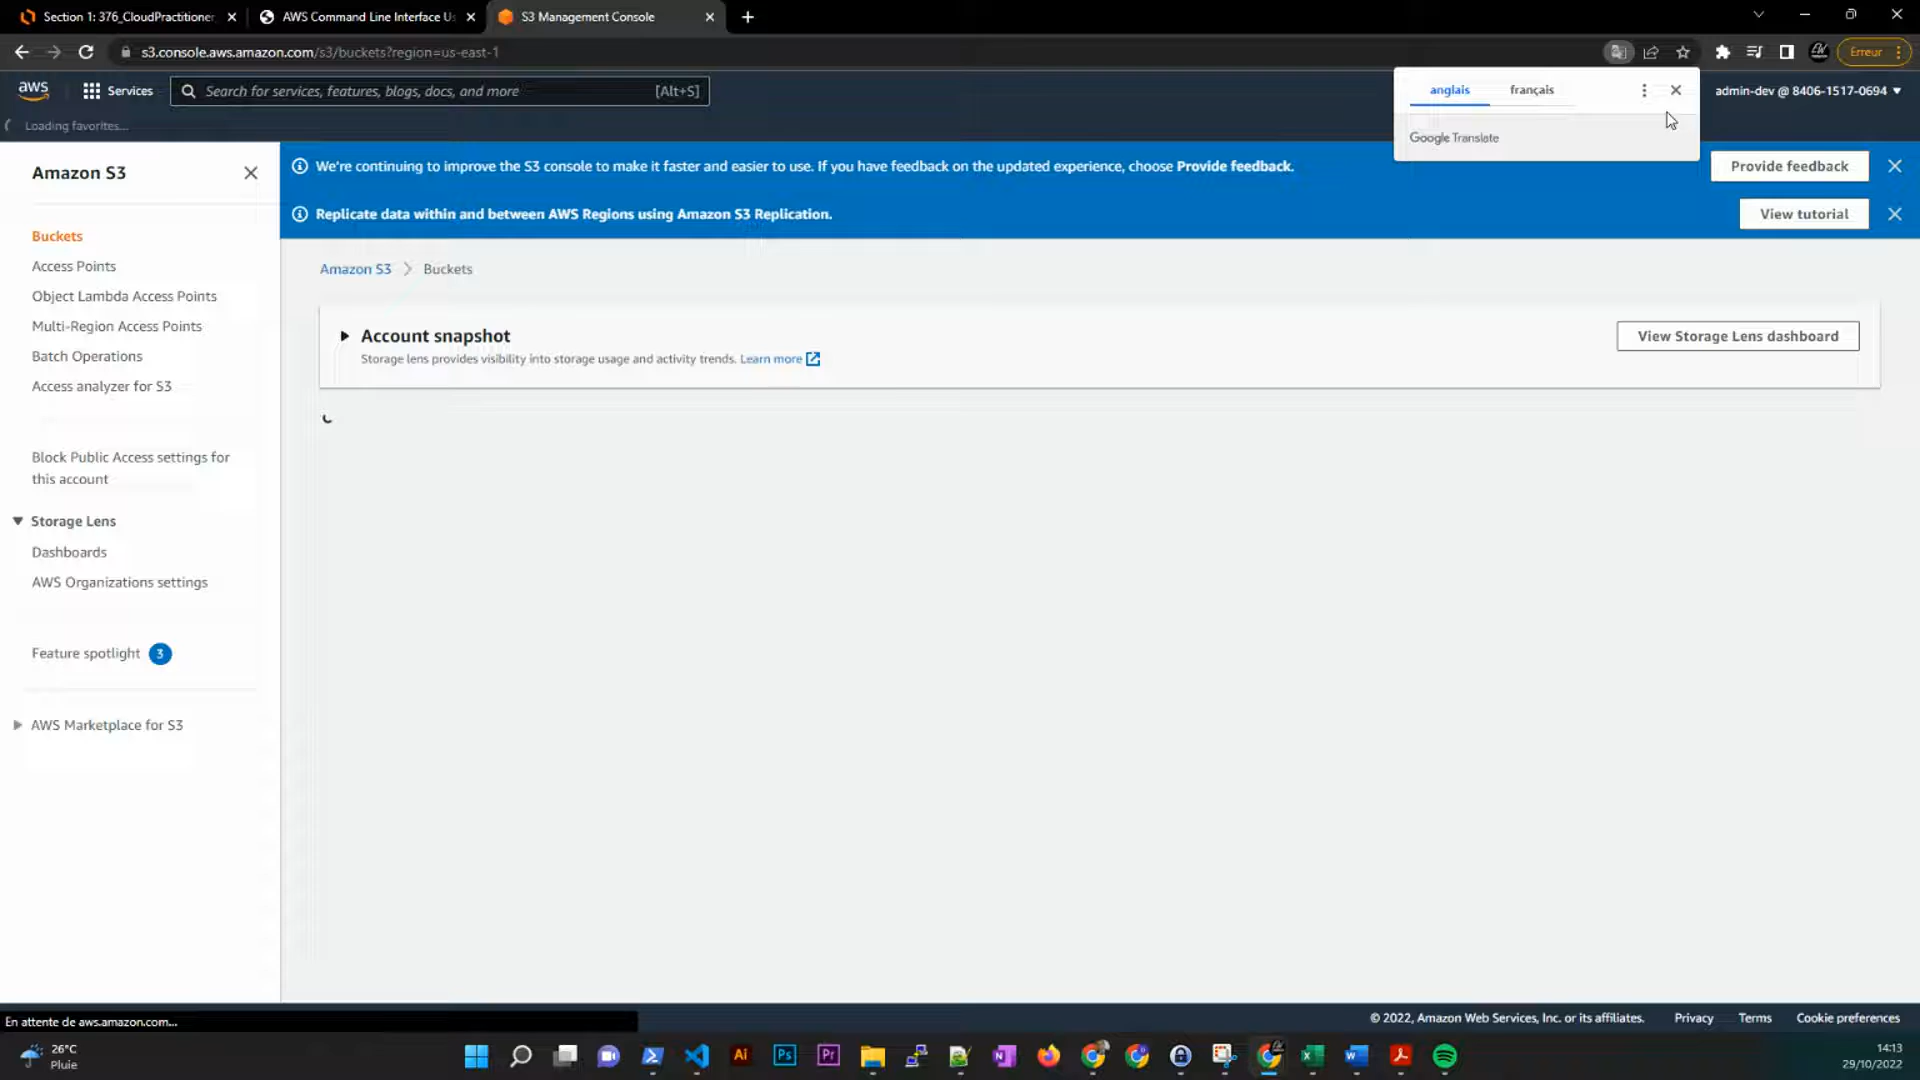 Section 1: 376_CloudPractitioner
AWS Command Line Interface Us
S3 Management Console
s3.console.aws.amazon.com/s3/buckets?region=us-east-1
Erreur
aws
Services
Search for services, features, blogs, docs, and more
[Alt+S]
anglais
français
admin-dev @ 8406-1517-0694
Loading favorites...
Google Translate
Amazon S3
We're continuing to improve the S3 console to make it faster and easier to use. If you have feedback on the updated experience, choose Provide feedback.
Provide feedback
Replicate data within and between AWS Regions using Amazon S3 Replication.
View tutorial
Buckets
Access Points
Object Lambda Access Points
Multi-Region Access Points
Batch Operations
Access analyzer for S3
Block Public Access settings for
this account
Storage Lens
Dashboards
AWS Organizations settings
Feature spotlight 3
AWS Marketplace for S3
Amazon S3 > Buckets
Account snapshot
Storage lens provides visibility into storage usage and activity trends. Learn more
View Storage Lens dashboard
En attente de aws.amazon.com...
© 2022, Amazon Web Services, Inc. or its affiliates.
Privacy
Terms
Cookie preferences
26°C
Pluie
Ai
Ps
Pr
14:13
29/10/2022